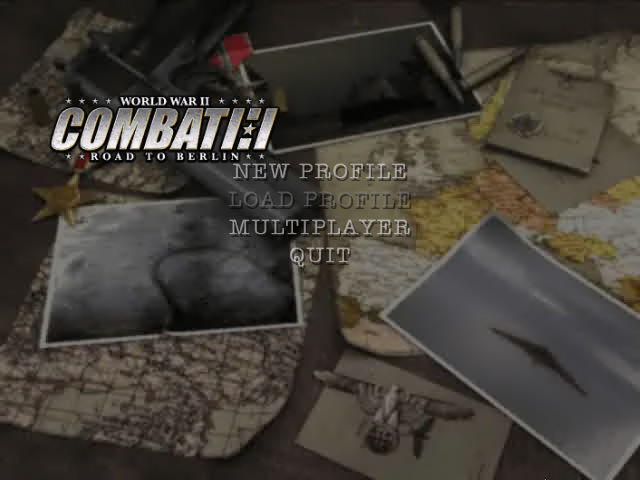 WORLD WAR II
COMBAT
ROAD TO BERLIN
NEW PROFILE
LOAD PROFILE
MULTIPLAYER
QUIT